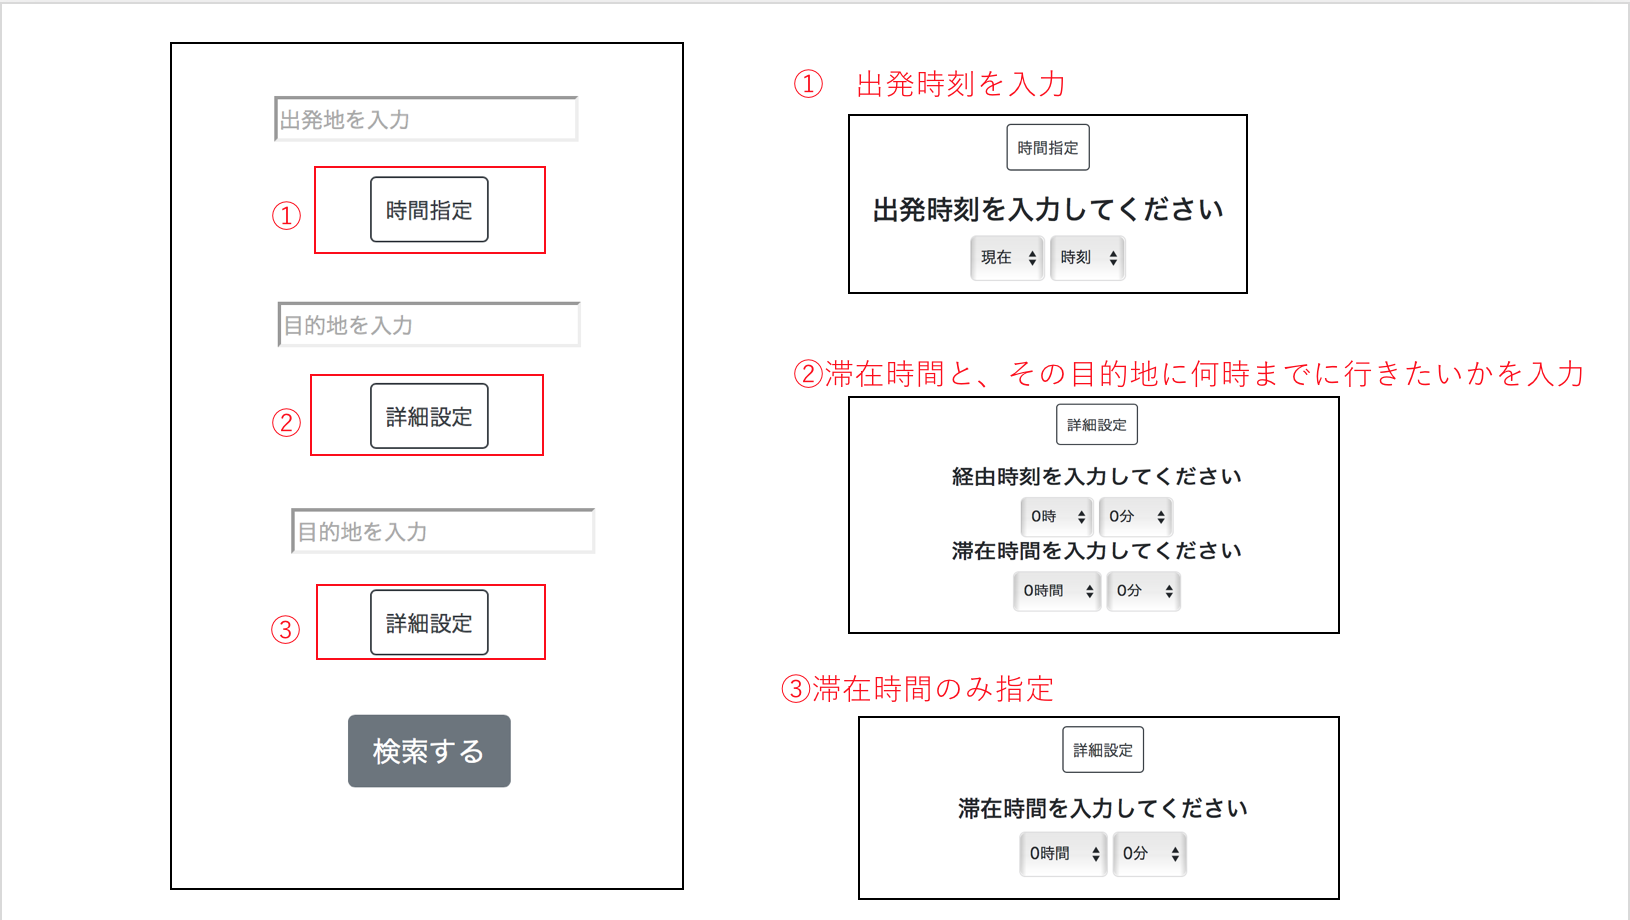 出発地を入力
①
時間指定
目的地を入力
②
詳細設定
目的地を入力
③
詳細設定
検索する
① 出発時刻を入力
時間指定
出発時刻を入力してください
現在 時刻
②滞在時間と、その目的地に何時までに行きたいかを入力
詳細設定
経由時刻を入力してください
0時 0分
滞在時間を入力してください
0時間 0分
③滞在時間のみ指定
詳細設定
滞在時間を入力してください
0時間 0分